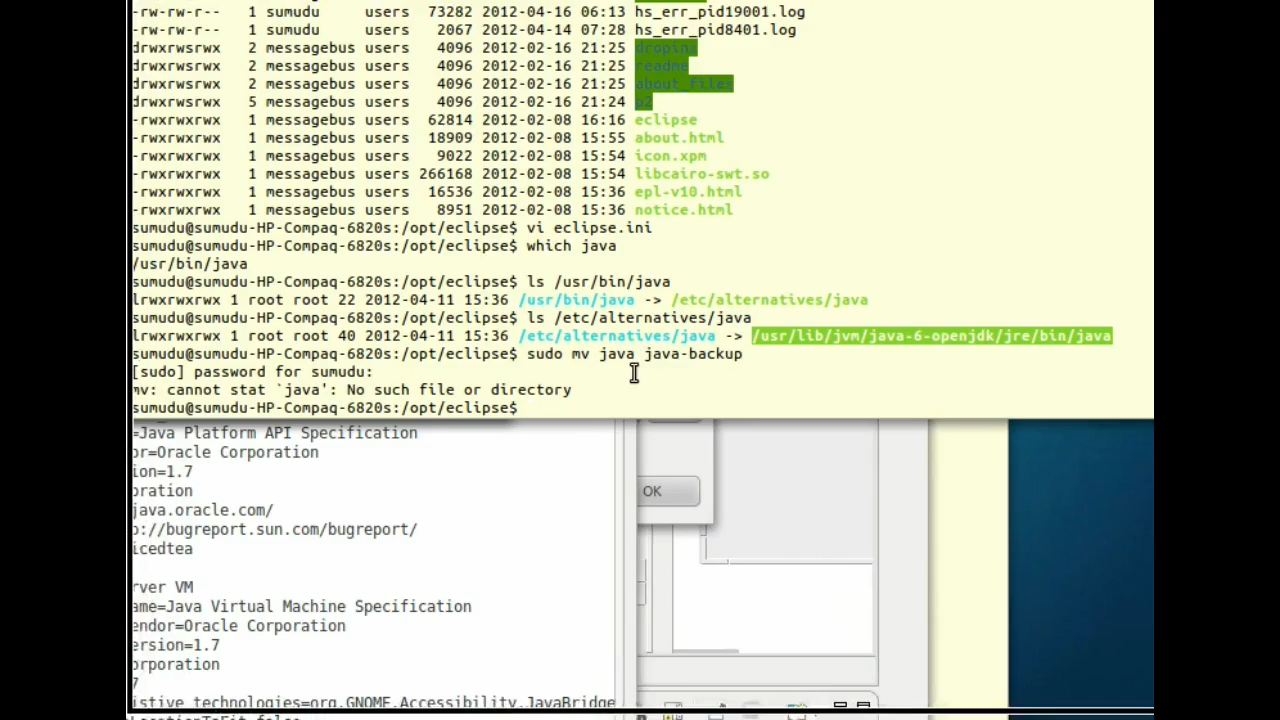 -rw-rw-r-- 1 sumudu users 73282 2012-04-16 06:13 hs_err_pid19001.log
-rw-rw-r-- 1 sumudu users 2067 2012-04-14 07:28 hs_err_pid8401.log
drwxrwsrwx 2 messagebus users 4096 2012-02-16 21:25 dropins
drwxrwsrwx 2 messagebus users 4096 2012-02-16 21:25 readme
drwxrwsrwx 2 messagebus users 4096 2012-02-16 21:25 about_files
drwxrwsrwx 5 messagebus users 4096 2012-02-16 21:24 p2
-rwxrwxrwx 1 messagebus users 62814 2012-02-08 16:16 eclipse
-rwxrwxrwx 1 messagebus users 18909 2012-02-08 15:55 about.html
-rwxrwxrwx 1 messagebus users 9022 2012-02-08 15:54 icon.xpm
-rwxrwxrwx 1 messagebus users 266168 2012-02-08 15:54 libcairo-swt.so
-rwxrwxrwx 1 messagebus users 16536 2012-02-08 15:36 epl-v10.html
-rwxrwxrwx 1 messagebus users 8951 2012-02-08 15:36 notice.html
sumudu@sumudu-HP-Compaq-6820s:/opt/eclipse$ vi eclipse.ini
sumudu@sumudu-HP-Compaq-6820s:/opt/eclipse$ which java
/usr/bin/java
sumudu@sumudu-HP-Compaq-6820s:/opt/eclipse$ ls /usr/bin/java
lrwxrwxrwx 1 root root 22 2012-04-11 15:36 /usr/bin/java -> /etc/alternatives/java
sumudu@sumudu-HP-Compaq-6820s:/opt/eclipse$ ls /etc/alternatives/java
lrwxrwxrwx 1 root root 40 2012-04-11 15:36 /etc/alternatives/java -> /usr/lib/jvm/java-6-openjdk/jre/bin/java
sumudu@sumudu-HP-Compaq-6820s:/opt/eclipse$ sudo mv java java-backup
[sudo] password for sumudu:
mv: cannot stat `java': No such file or directory
sumudu@sumudu-HP-Compaq-6820s:/opt/eclipse$
=Java Platform API Specification
or=Oracle Corporation
ion=1.7
oration
java.oracle.com/
p://bugreport.sun.com/bugreport/
icedtea
rver VM
ame=Java Virtual Machine Specification
endor=Oracle Corporation
ersion=1.7
orporation
7
istive_technologies=org.GNOME.Accessibility.JavaBridge
OK